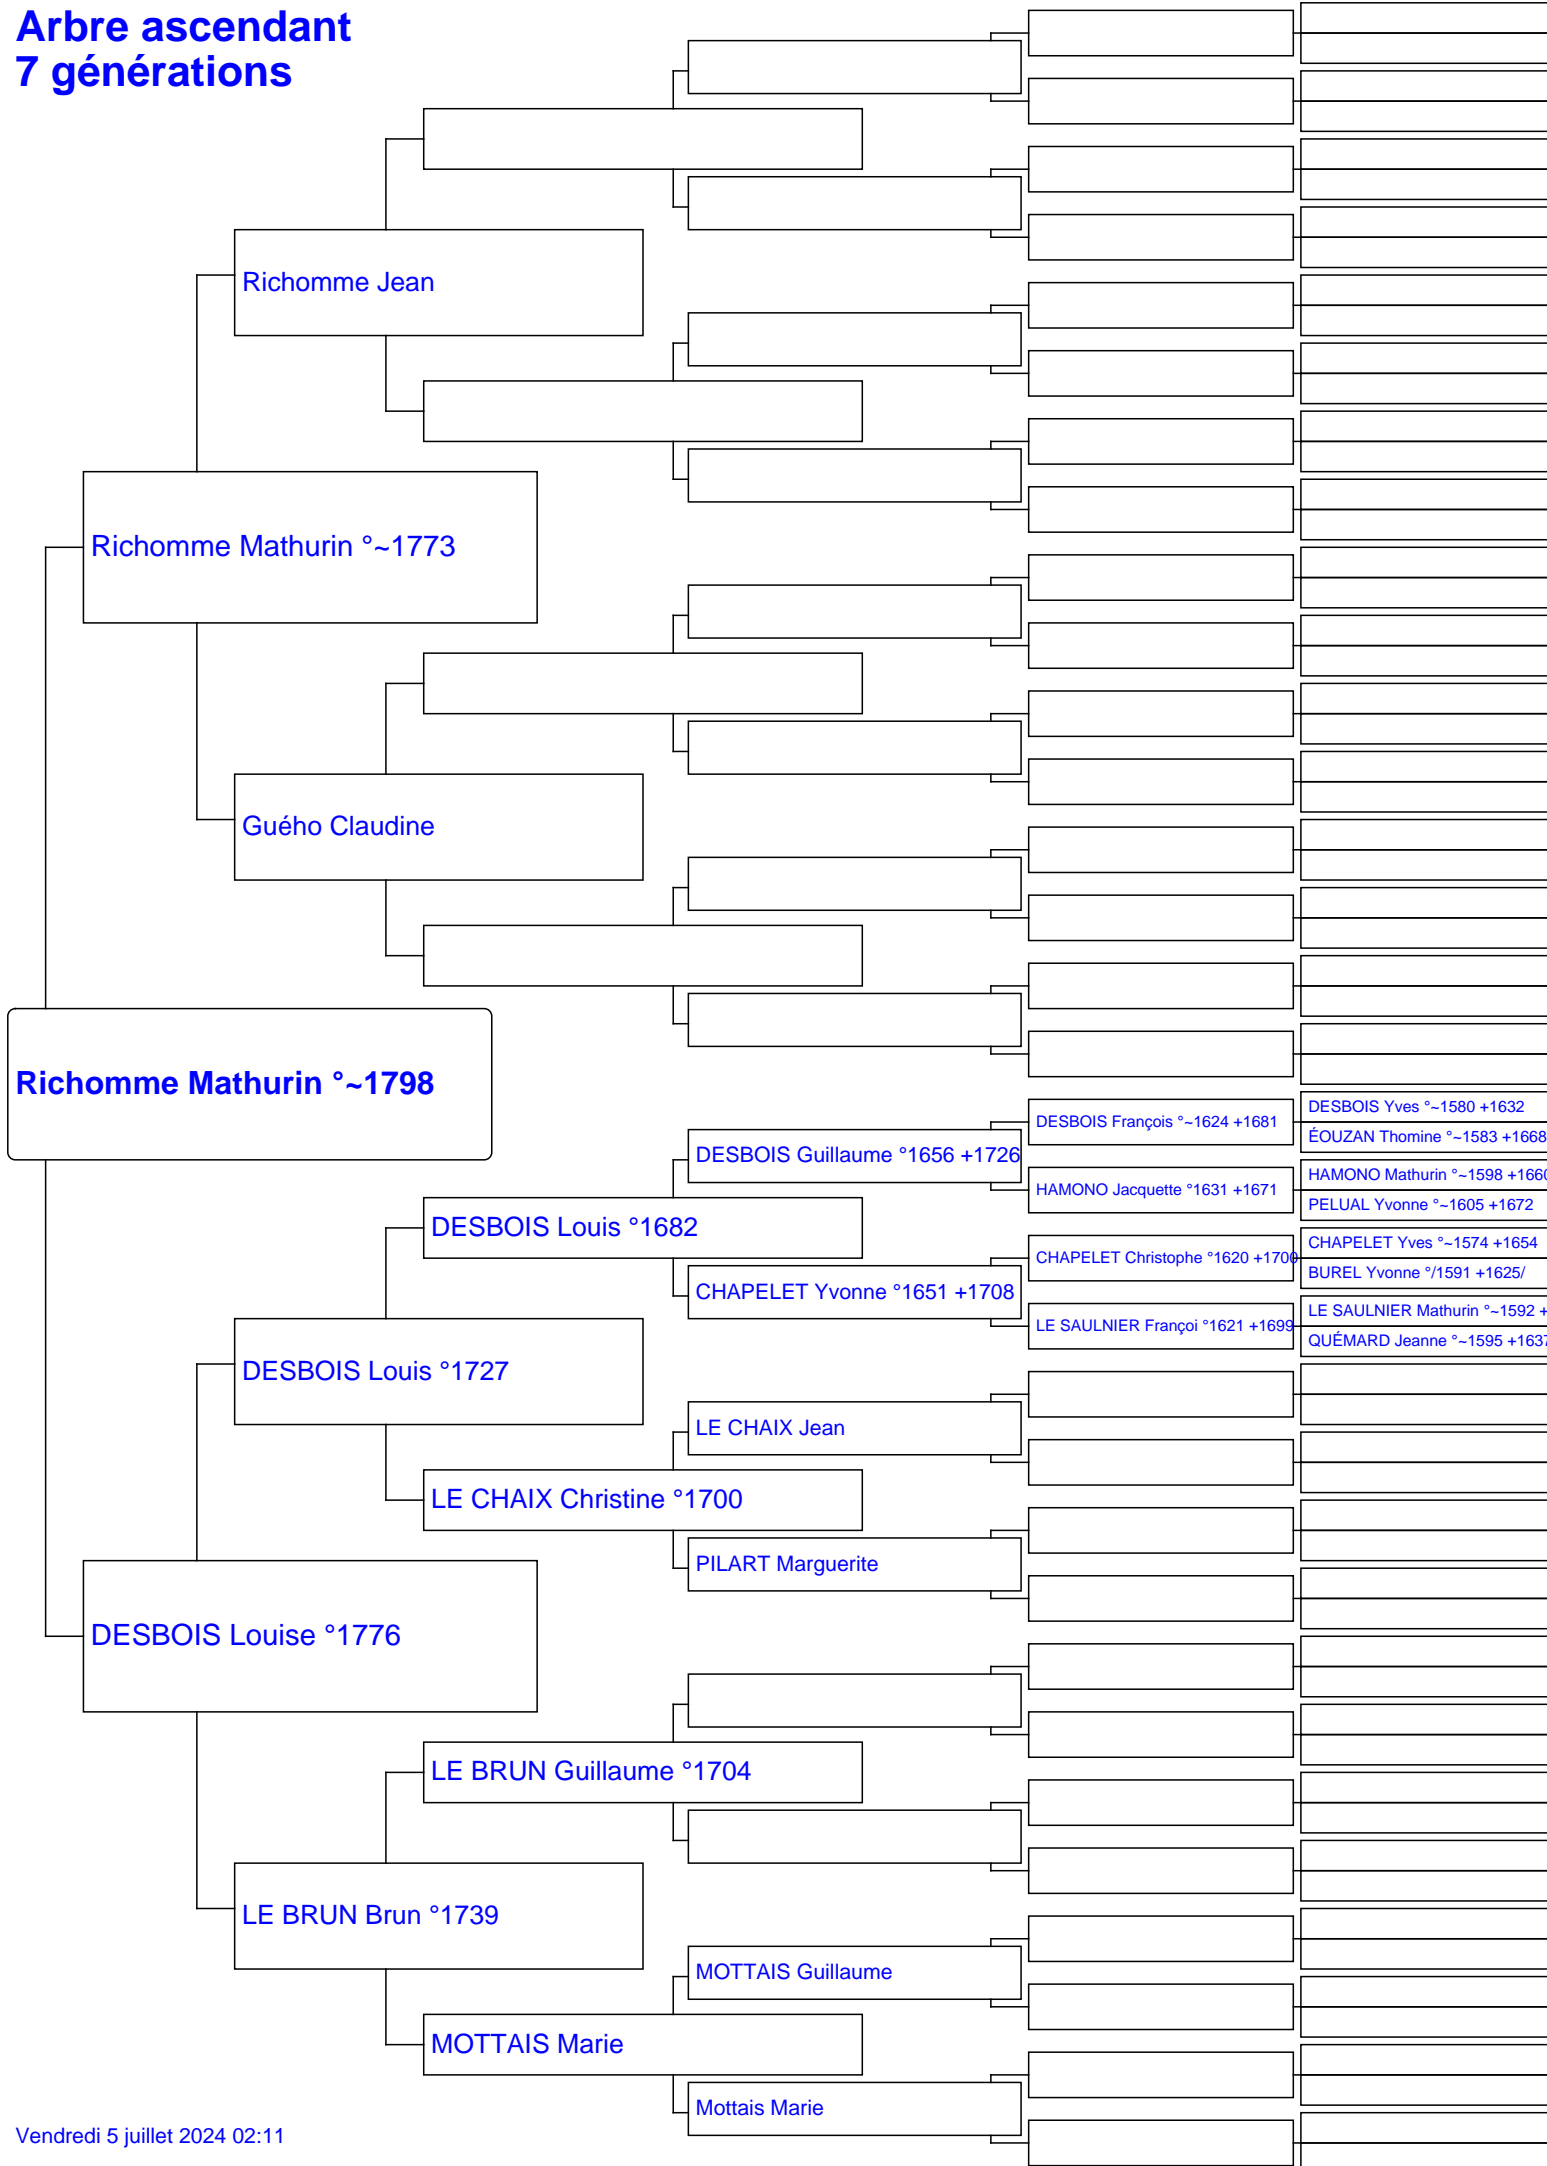 Arbre ascendant
7 générations
Richomme Jean
Richomme Mathurin °~1773
Guého Claudine
Richomme Mathurin °~1798
DESBOIS Yves °~1580 +1632
DESBOIS François °~1624 +1681
ÉOUZAN Thomine °~1583 +1668
DESBOIS Guillaume °1656 +1726
HAMONO Mathurin °~1598 +1660
HAMONO Jacquette °1631 +1671
PELUAL Yvonne °~1605 +1672
DESBOIS Louis °1682
CHAPELET Yves °~1574 +1654
CHAPELET Christophe °1620 +1700
BUREL Yvonne °/1591 +1625/
CHAPELET Yvonne °1651 +1708
LE SAULNIER Mathurin °~1592 +
LE SAULNIER Françoi °1621 +1699
QUÉMARD Jeanne °~1595 +1637
DESBOIS Louis °1727
LE CHAIX Jean
LE CHAIX Christine °1700
PILART Marguerite
DESBOIS Louise °1776
LE BRUN Guillaume °1704
LE BRUN Brun °1739
MOTTAIS Guillaume
MOTTAIS Marie
Mottais Marie
Vendredi 5 juillet 2024 02:11